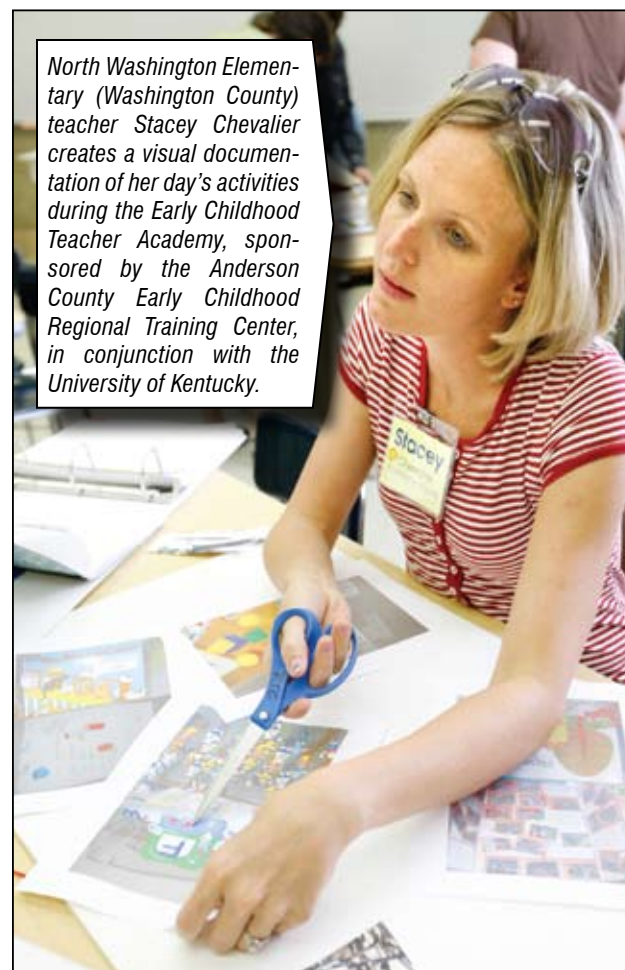 North Washington Elemen-
tary (Washington County)
teacher Stacey Chevalier
creates a visual documen-
tation of her day's activities
during the Early Childhood
Teacher Academy, spon-
sored by the Anderson
County Early Childhood
Regional Training Center,
in conjunction with the
University of Kentucky.
Stacey